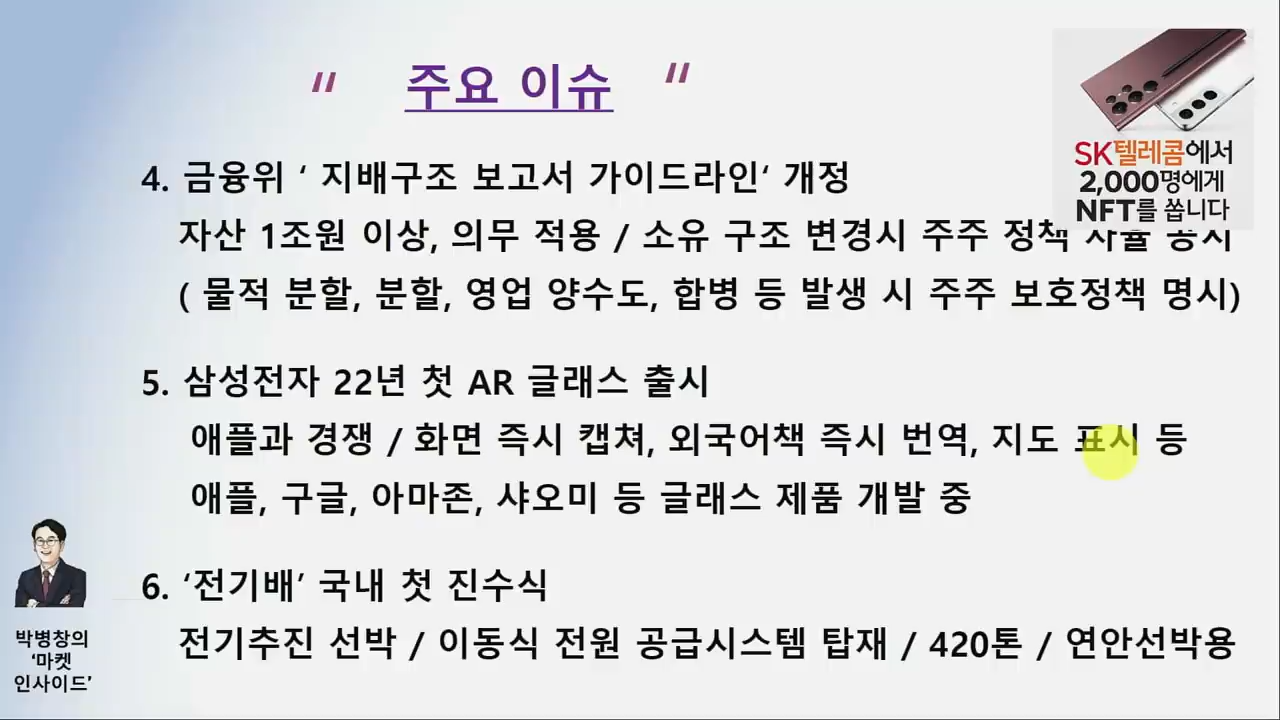 “ 주요 이슈 ”
SK텔레콤에서
2,000명에게
NFT를 쏩니다
4. 금융위 ‘ 지배구조 보고서 가이드라인‘ 개정
자산 1조원 이상, 의무 적용 / 소유 구조 변경시 주주 정책 자율 공시
( 물적 분할, 분할, 영업 양수도, 합병 등 발생 시 주주 보호정책 명시)
5. 삼성전자 22년 첫 AR 글래스 출시
애플과 경쟁 / 화면 즉시 캡쳐, 외국어책 즉시 번역, 지도 표시 등
애플, 구글, 아마존, 샤오미 등 글래스 제품 개발 중
6. ‘전기배’ 국내 첫 진수식
전기추진 선박 / 이동식 전원 공급시스템 탑재 / 420톤 / 연안선박용
박병창의
‘마켓
인사이드’